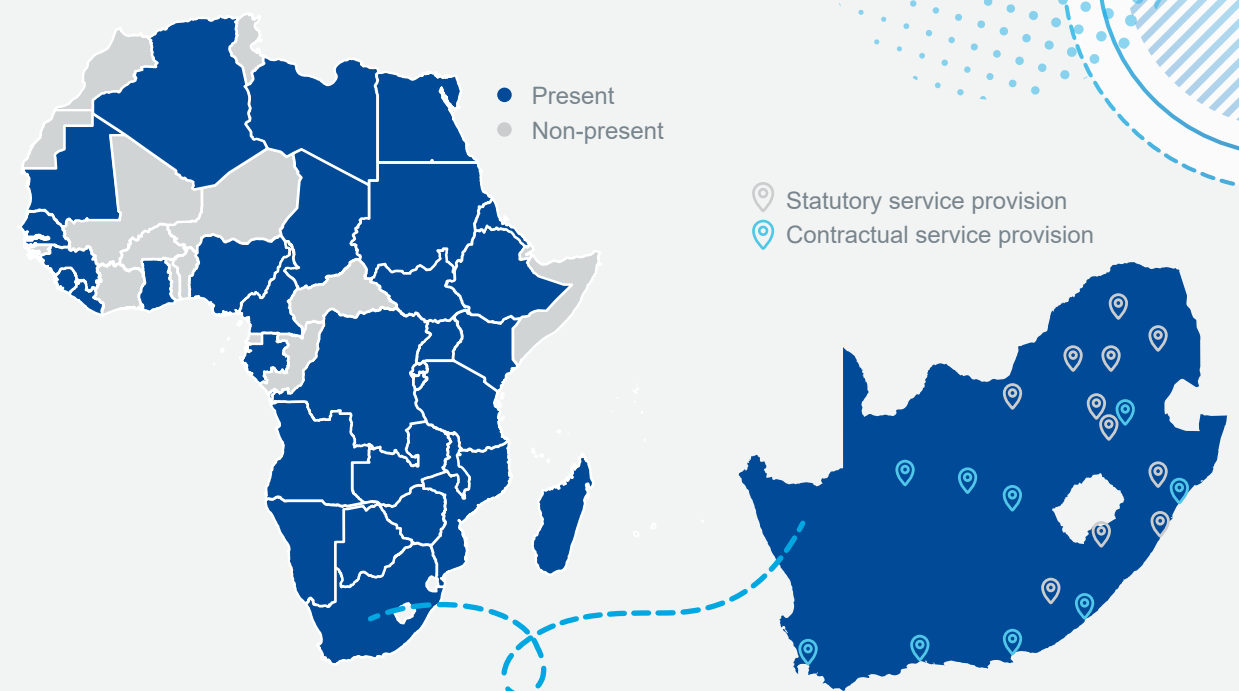 Present
Non-present
Statutory service provision
Contractual service provision